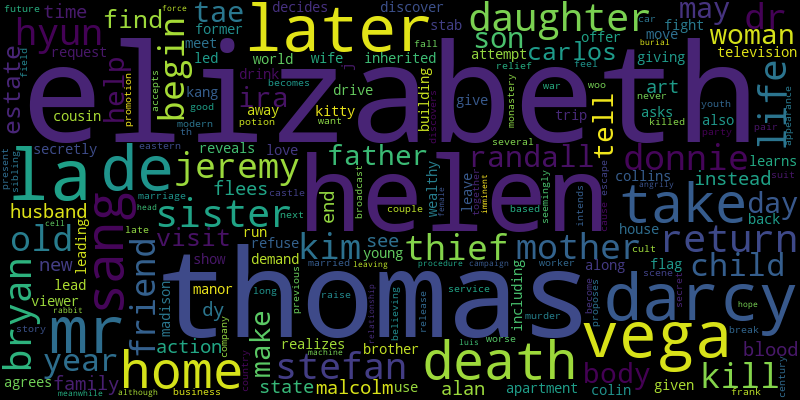 elizabeth
helen
thomas
later
la
de
mr
death
vega
darcy
take
home
sang
hyun
begin
tae
find
time
help
estate
cousin
daughter
son
may
dr
woman
life
carlos
tell
art
asks
also
day
back
child
return
donnie
randall
jeremy
sister
father
ira
kitty
building
drink
away
drive
inherited
world
wife
led
former
meet
request
accepts
promotion
kang
good
modern
potion
want
secretly
reveals
love
flees
marriage
castle
husband
old
new
leading
lead
friend
visit
year
bryan
viewer
rabbit
story
cell
agrees
family
meanwhile
although
business
action
madison
dy
manor
show
run
refuse
demand
end
broadcast
kim
see
young
thief
mother
wealthy
leave
including
along
flag
house
collins
instead
learns
kill
body
blood
colin
given
frank
century
break
hope
murder
apartment
service
worker
malcolm
alan
use
state
stefan
make
realizes
brother
machine
company
country
raise
previous
long
relationship
believing
release
married
leaving
procedure
campaign
couple
next
head
late
eastern
th
several
monastery
war
woo
never
killed
youth
party
pair
appearance
suit
television
giving
move
fight
car
burial
offer
stab
decides
discover
attempt
force
future
field
present
sibling
give
relief
feel
fall
trip
j
becomes
based
female
together
imminent
seemingly
cause
escape
intends
cult
angrily
scene
secret
become
proposes
luis
worse